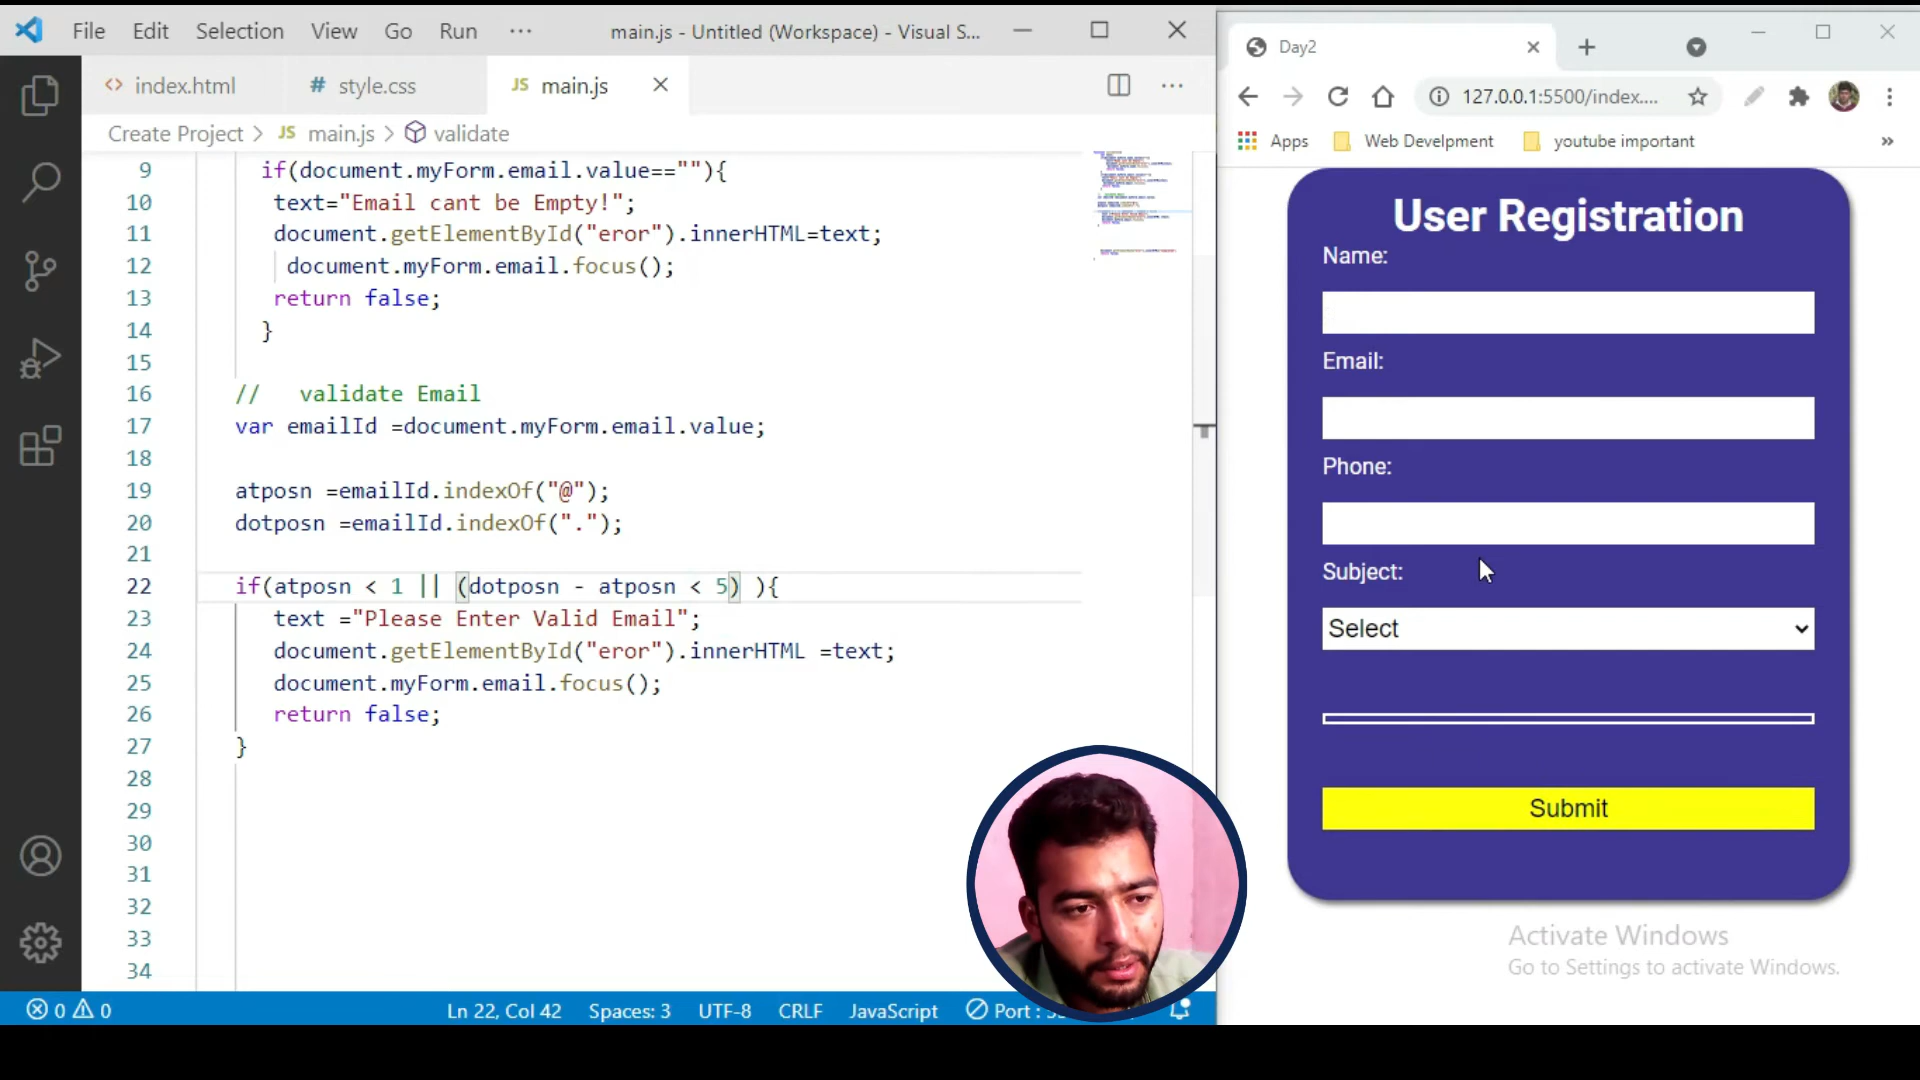 File Edit Selection View Go Run ··· main.js - Untitled (Workspace) - Visual S...
index.html # style.css JS main.js
Create Project > JS main.js > validate
9 if(document.myForm.email.value==""){
10 text="Email cant be Empty!";
11 document.getElementById("eror").innerHTML=text;
12 document.myForm.email.focus();
13 return false;
14 }
15
16 //   validate Email
17 var emailId =document.myForm.email.value;
18
19 atposn =emailId.indexOf("@");
20 dotposn =emailId.indexOf(".");
21
22 if(atposn < 1 || (dotposn - atposn < 5) ){
23 text ="Please Enter Valid Email";
24 document.getElementById("eror").innerHTML =text;
25 document.myForm.email.focus();
26 return false;
27 }
28
29
30
31
32
33
34
0 0 Ln 22, Col 42 Spaces: 3 UTF-8 CRLF JavaScript Port :
Day2
127.0.0.1:5500/index....
Apps Web Develpment youtube important »
User Registration
Name:
Email:
Phone:
Subject:
Select
Submit
Activate Windows
Go to Settings to activate Windows.